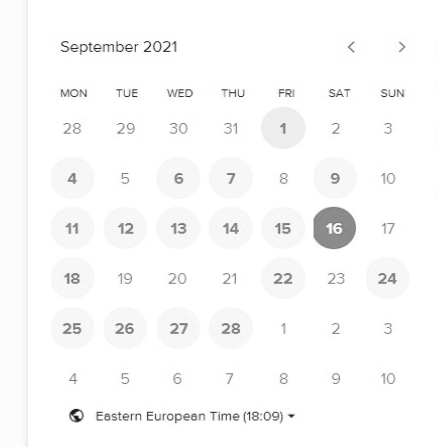 September 2021 < >
MON TUE WED THU FRI SAT SUN
28 29 30 31 1 2 3
4 5 6 7 8 9 10
11 12 13 14 15 16 17
18 19 20 21 22 23 24
25 26 27 28 1 2 3
4 5 6 7 8 9 10
Eastern European Time (18:09)